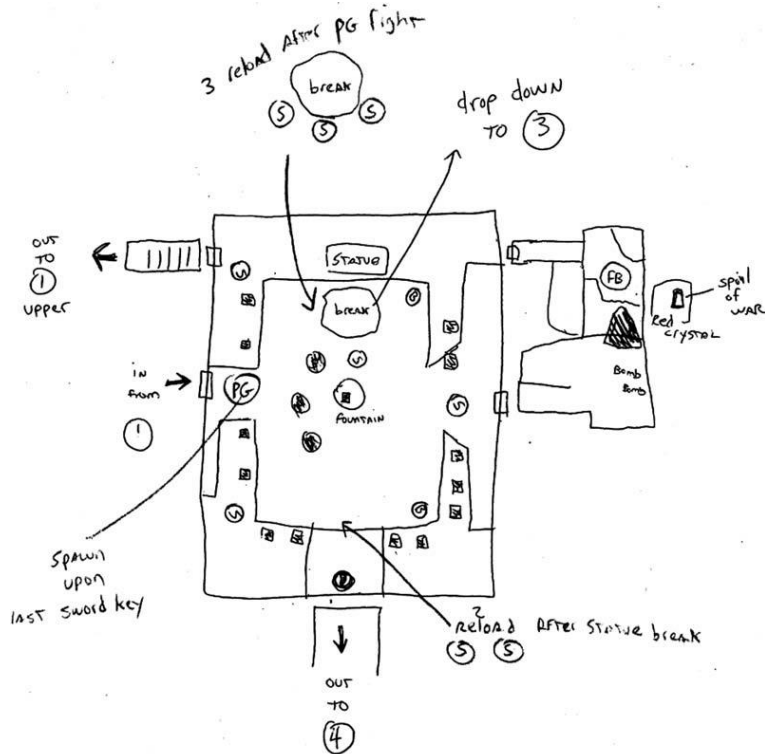 3 reload After PG fight
break
S S S
drop down
TO 3
OUT
TO
1
upper
STATUE
S
break
G
FB
spoil
of
WAR
Red
CRYSTAL
in
from
1
PG
S
FOUNTAIN
S
Bomb
Bomb
S
G
Spawn
upon
last sword key
2
Reload After Statue break
S S
OUT
TO
4